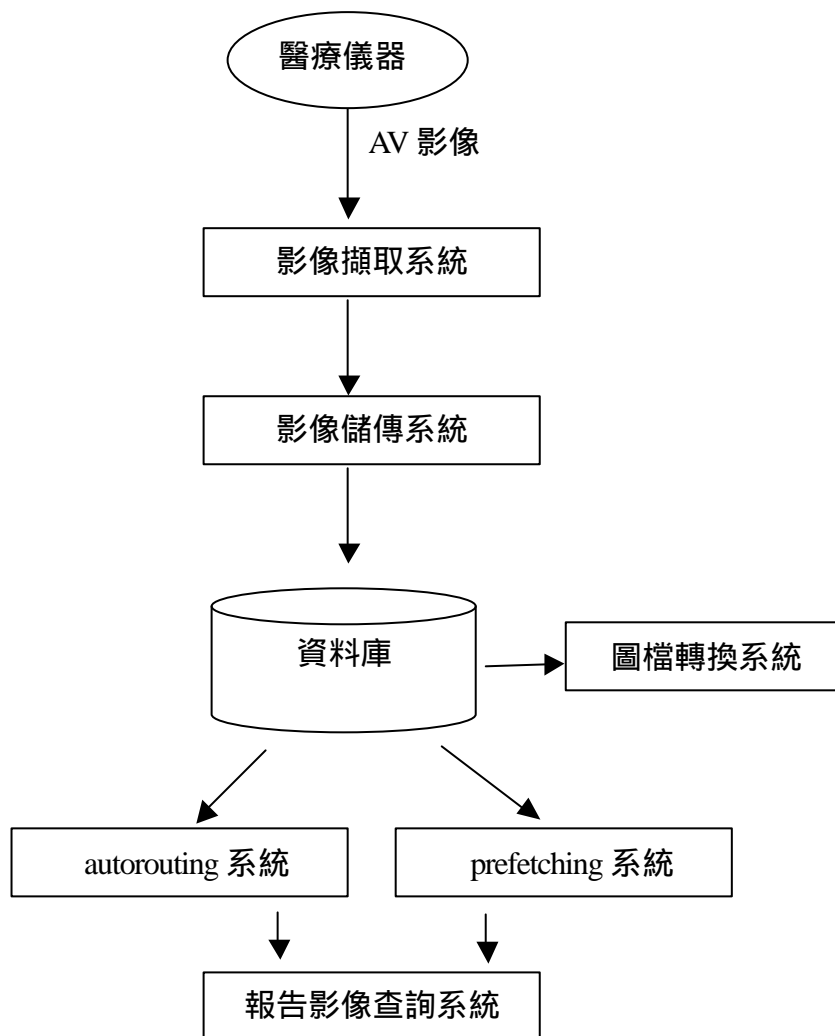 醫療儀器
AV 影像
影像擷取系統
影像儲傳系統
資料庫
圖檔轉換系統
autorouting 系統
prefetching 系統
報告影像查詢系統